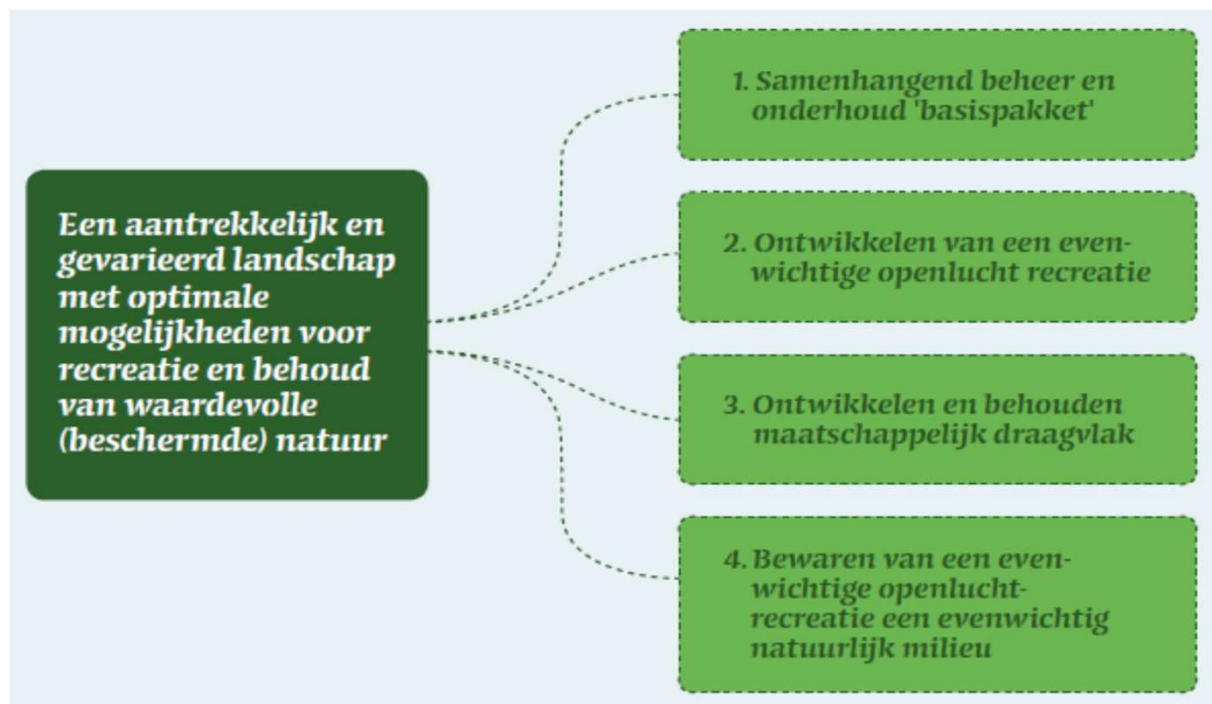 Een aantrekkelijk en
gevarieerd landschap
met optimale
mogelijkheden voor
recreatie en behoud
van waardevolle
(beschermde) natuur
1. Samenhangend beheer en
onderhoud 'basispakket'
2. Ontwikkelen van een even-
wichtige openlucht recreatie
3. Ontwikkelen en behouden
maatschappelijk draagvlak
4. Bewaren van een even-
wichtige openlucht-
recreatie een evenwichtig
natuurlijk milieu